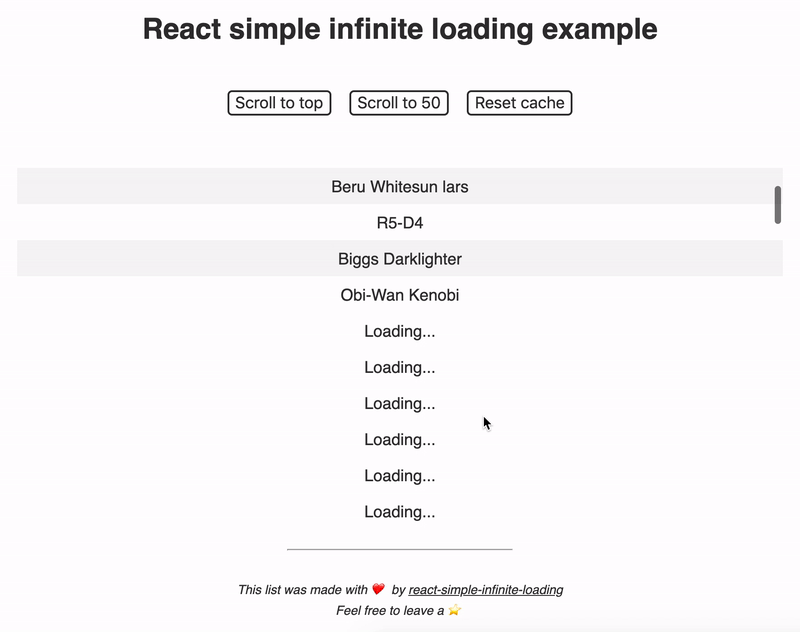 React simple infinite loading example
Scroll to top Scroll to 50 Reset cache
Beru Whitesun lars
R5-D4
Biggs Darklighter
Obi-Wan Kenobi
Loading...
Loading...
Loading...
Loading...
Loading...
Loading...
This list was made with ❤️ by react-simple-infinite-loading
Feel free to leave a ⭐